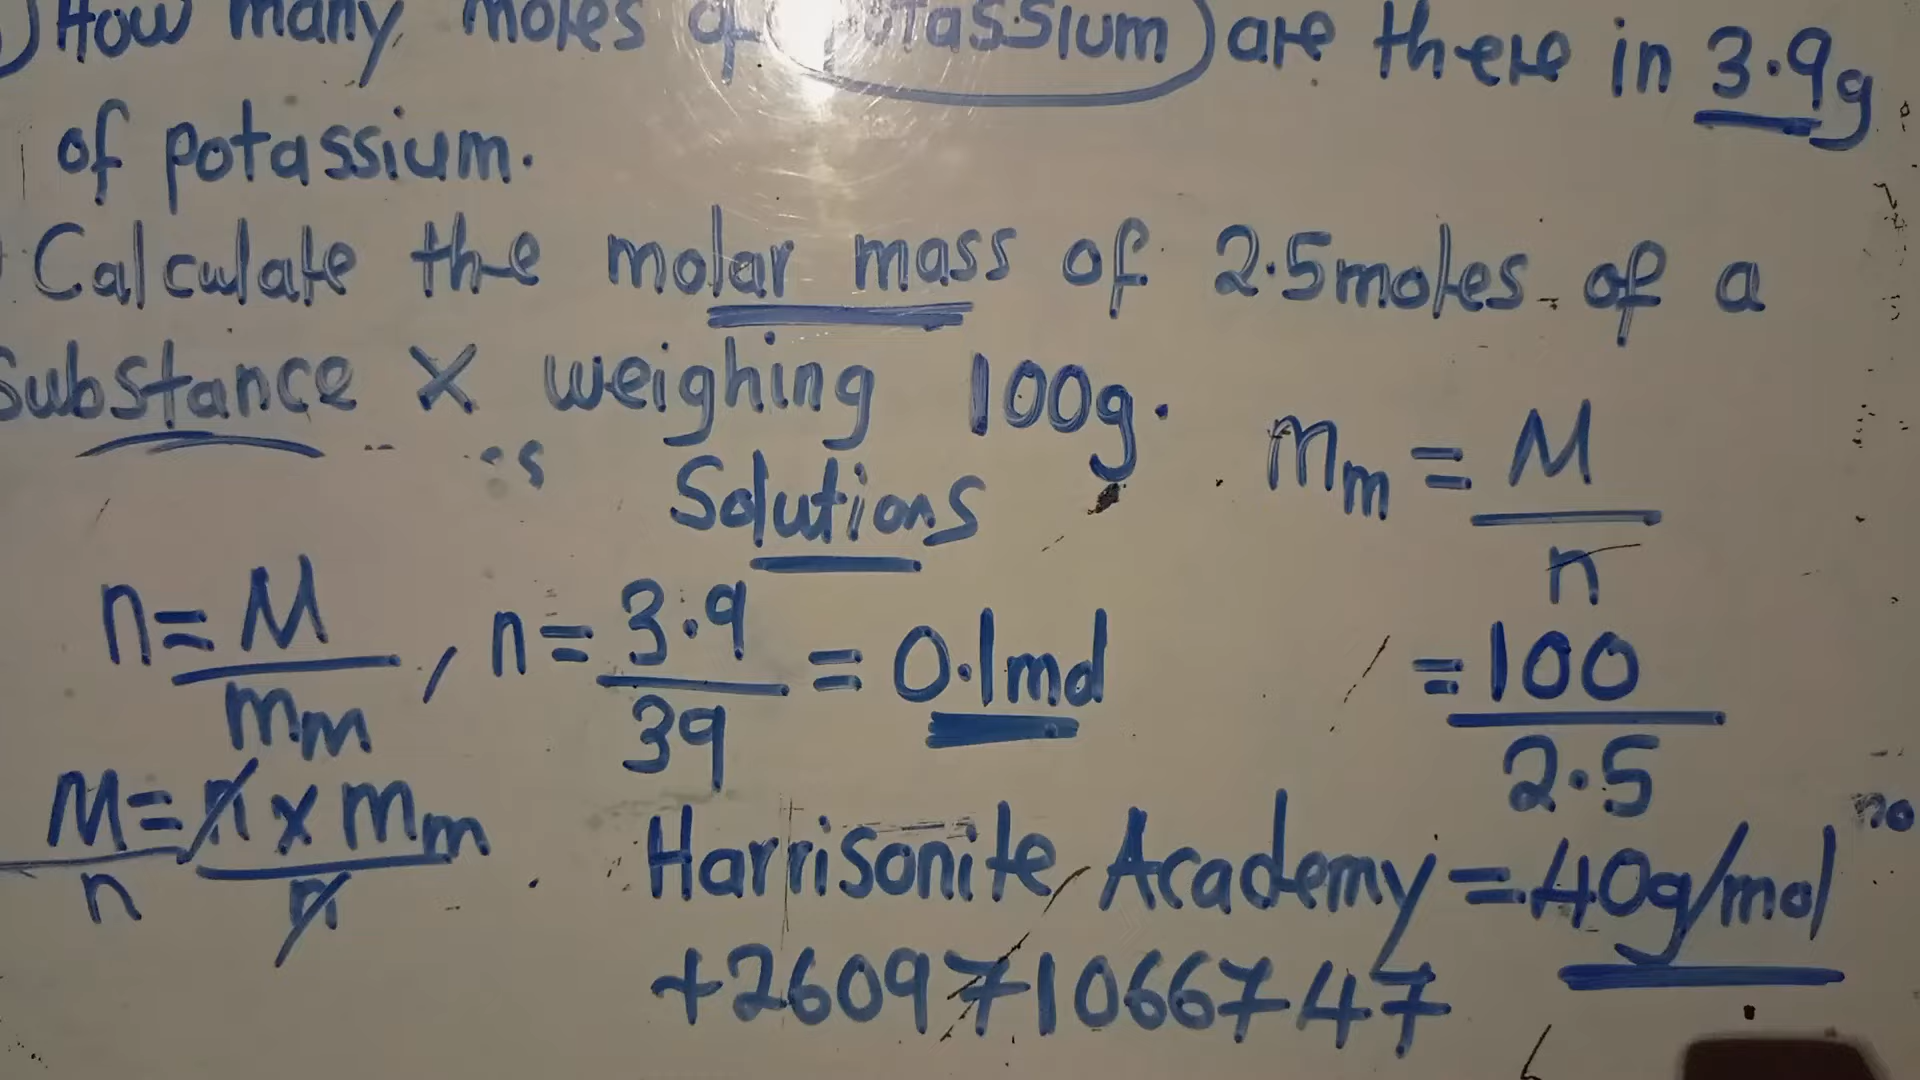 How many moles of potassium are there in 3.9g
of potassium.
Calculate the molar mass of 2.5moles of a
Substance X weighing 100g.
Solutions
n = M / mm , n = 3.9 / 39 = 0.1mol
M / n = n x mm / n
mm = M / n
= 100 / 2.5
= 40g/mol
Harrisonite Academy
+260971066747